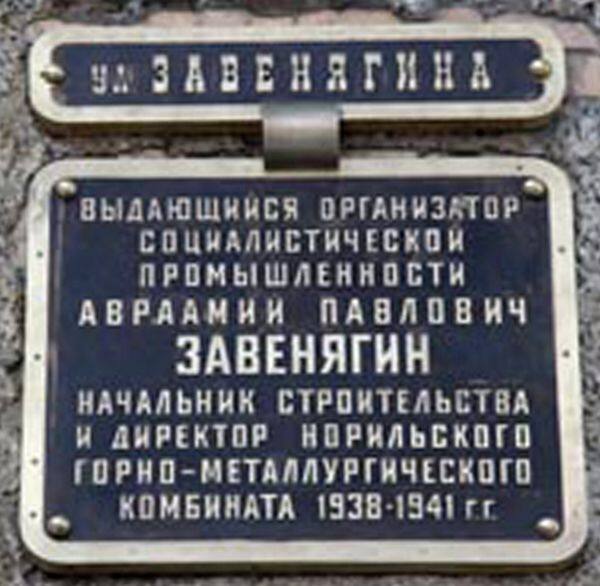 ул ЗАВЕНЯГИНА
ВЫДАЮЩИЙСЯ ОРГАНИЗАТОР
СОЦИАЛИСТИЧЕСКОЙ
ПРОМЫШЛЕННОСТИ
АВРААМИЙ ПАВЛОВИЧ
ЗАВЕНЯГИН
НАЧАЛЬНИК СТРОИТЕЛЬСТВА
И ДИРЕКТОР НОРИЛЬСКОГО
ГОРНО-МЕТАЛЛУРГИЧЕСКОГО
КОМБИНАТА 1938-1941 г.г.